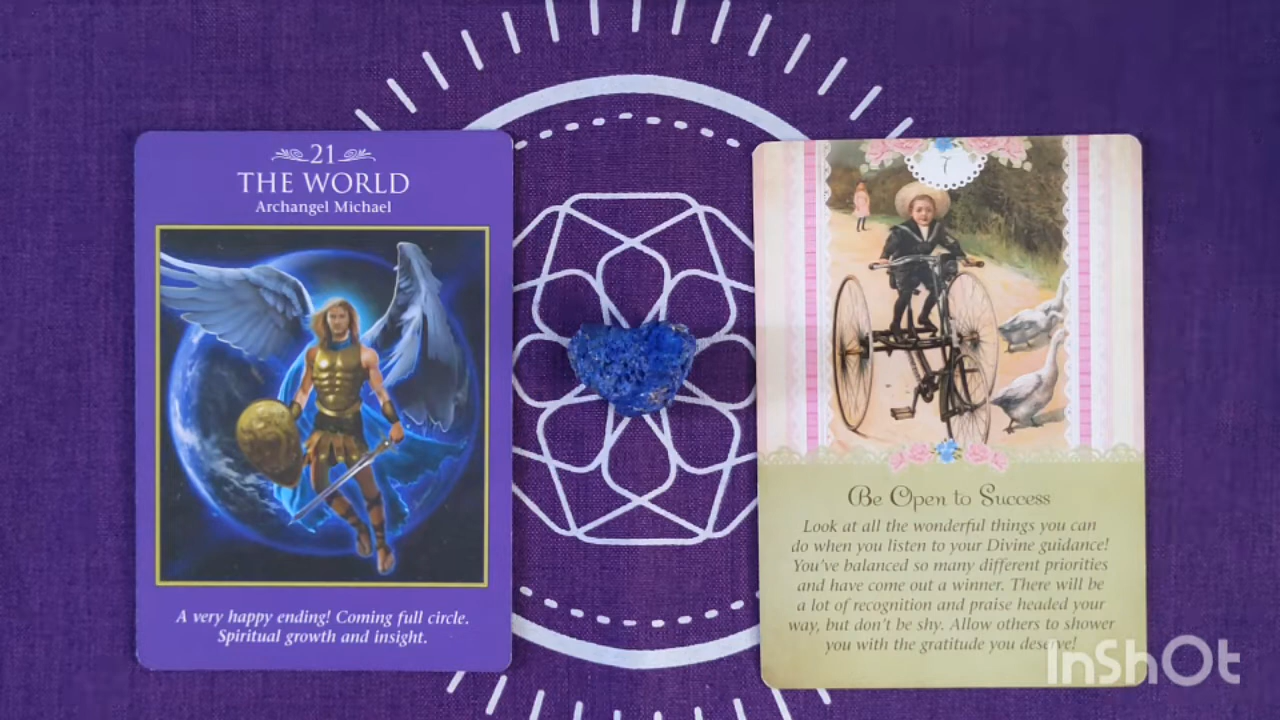 21
THE WORLD
Archangel Michael
A very happy ending! Coming full circle.
Spiritual growth and insight.
7
Be Open to Success
Look at all the wonderful things you can
do when you listen to your Divine guidance!
You've balanced so many different priorities
and have come out a winner. There will be
a lot of recognition and praise headed your
way, but don't be shy. Allow others to shower
you with the gratitude you deserve!
InShOt